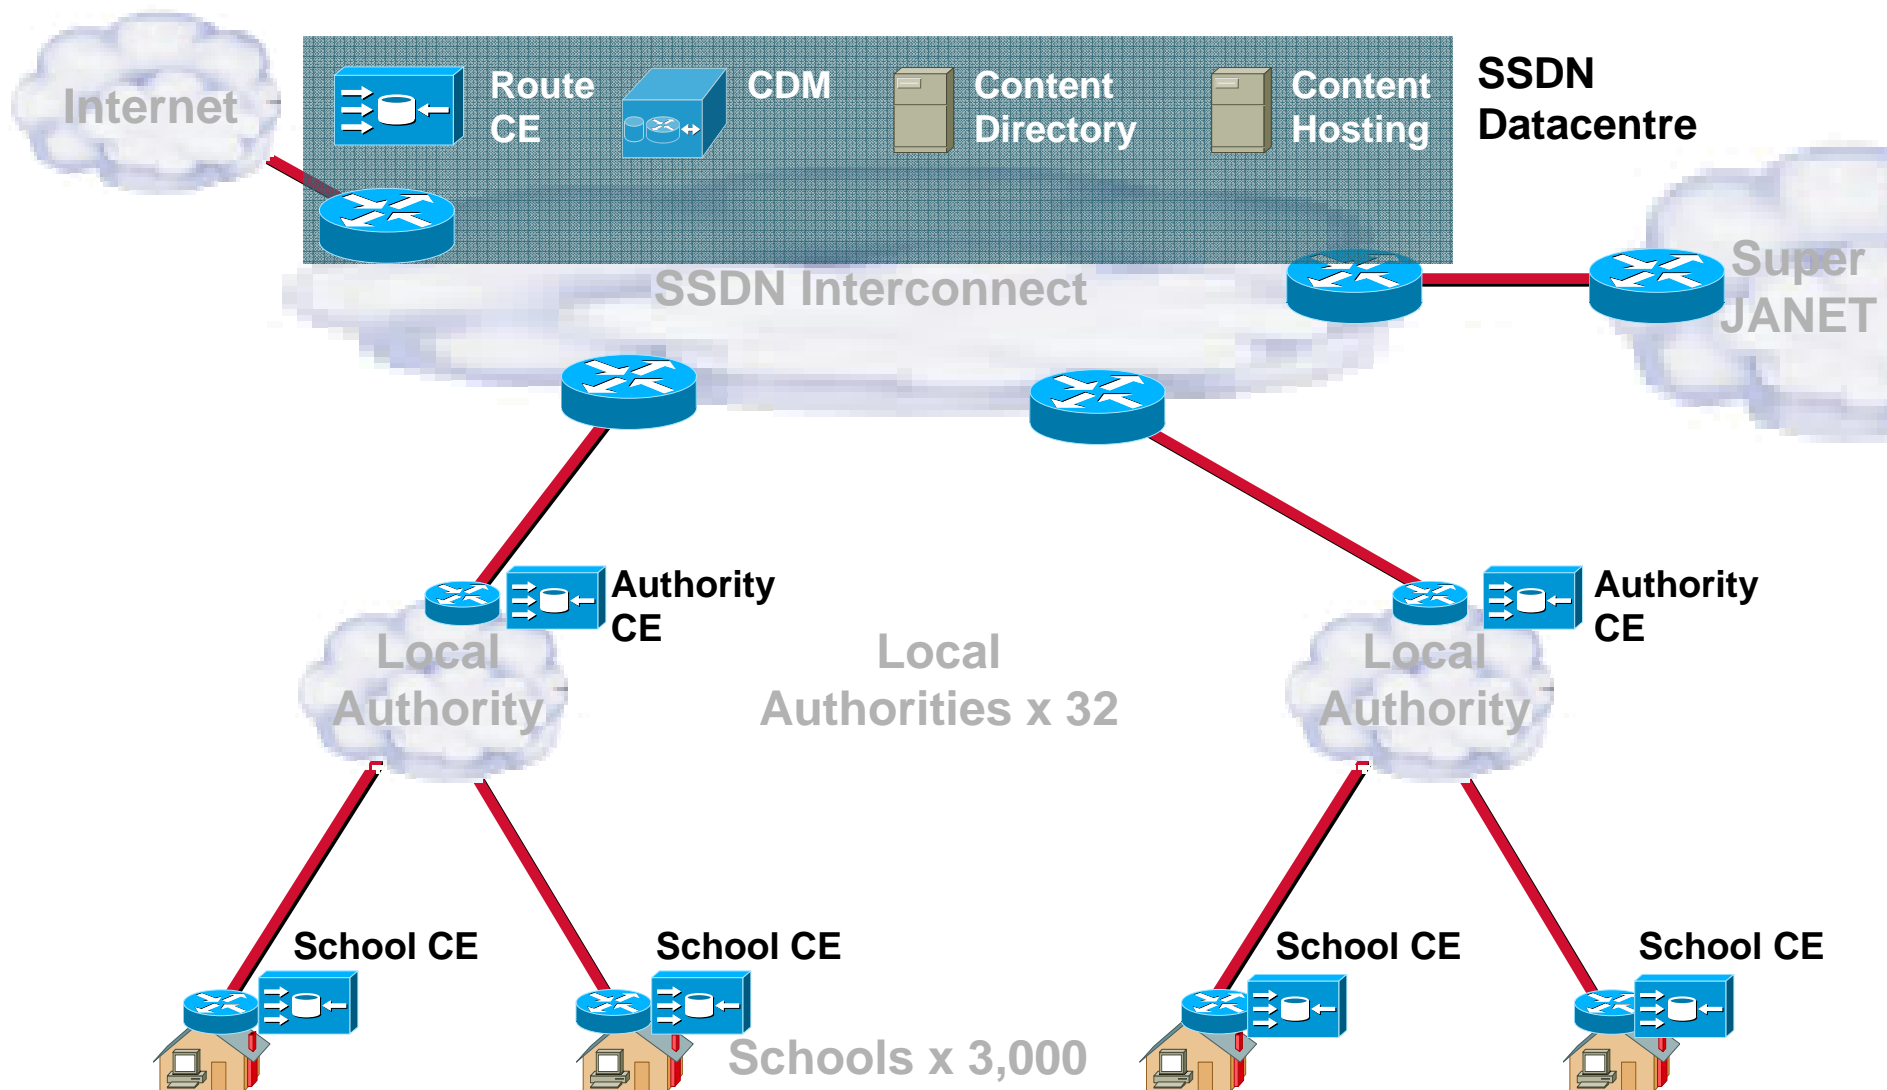 Internet
Route
CE
CDM
Content
Directory
Content
Hosting
SSDN
Datacentre
SSDN Interconnect
Super
JANET
Authority
CE
Local
Authority
Local
Authorities x 32
Authority
CE
Local
Authority
School CE
School CE
School CE
School CE
Schools x 3,000